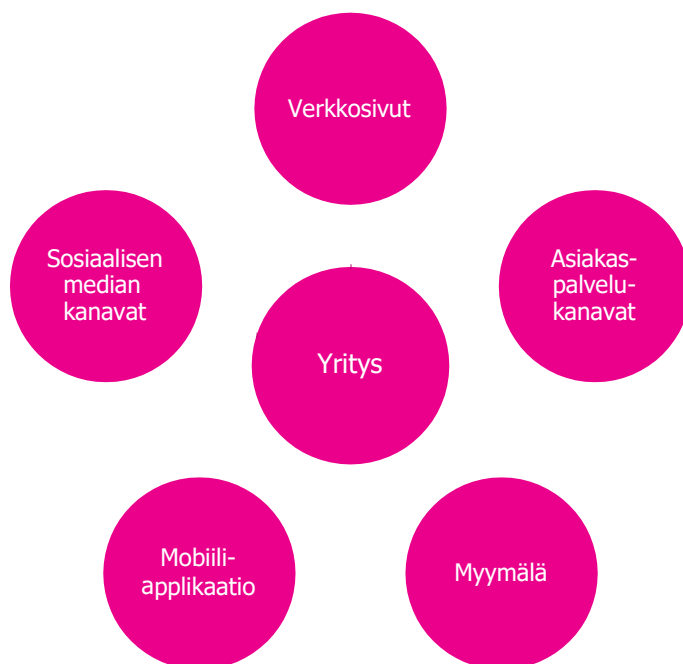 Verkkosivut
Sosiaalisen
median
kanavat
Asiakas-
palvelu-
kanavat
Yritys
Mobiili-
applikaatio
Myymälä